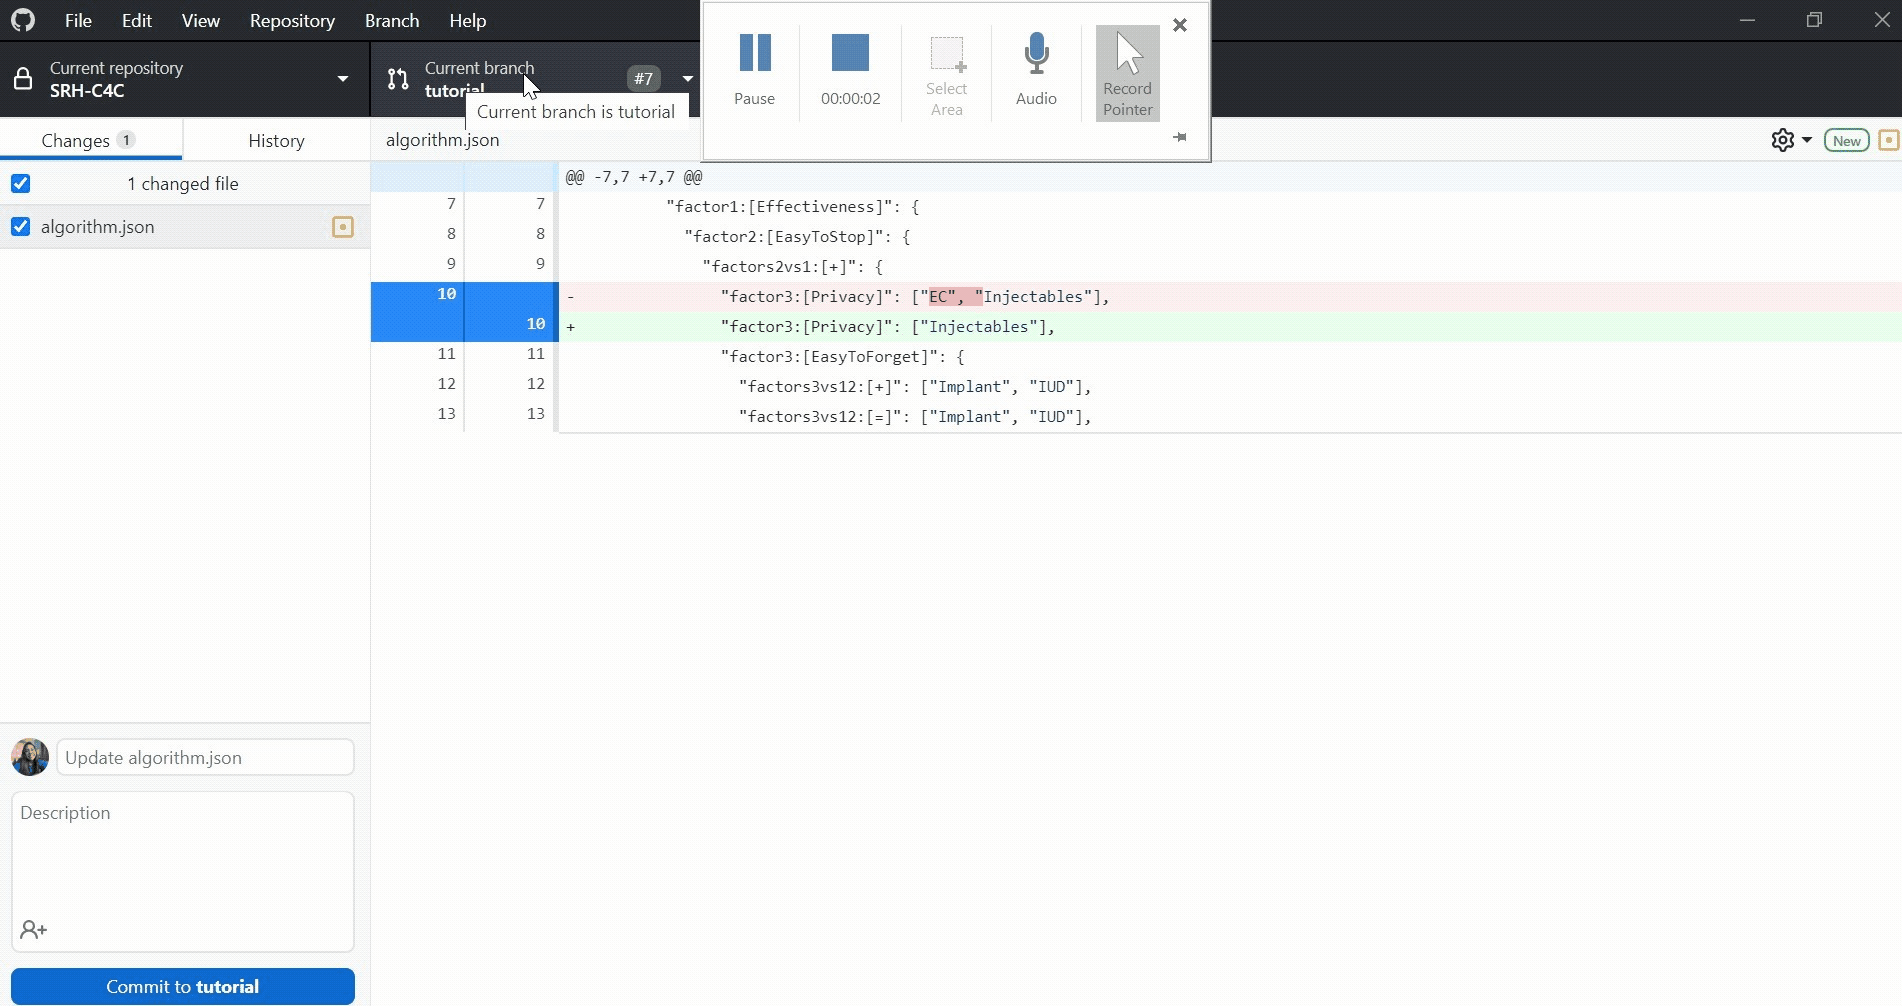 File Edit View Repository Branch Help
Current repository
SRH-C4C
Current branch
tutorial
#7
Current branch is tutorial
Pause
00:00:02
Select
Area
Audio
Record
Pointer
Changes 1 History
algorithm.json
New
1 changed file
algorithm.json
@@ -7,7 +7,7 @@
7 7 "factor1:[Effectiveness]": {
8 8 "factor2:[EasyToStop]": {
9 9 "factors2vs1:[+]": {
10 - "factor3:[Privacy]": ["EC", "Injectables"],
10 + "factor3:[Privacy]": ["Injectables"],
11 11 "factor3:[EasyToForget]": {
12 12 "factors3vs12:[+]": ["Implant", "IUD"],
13 13 "factors3vs12:[=]": ["Implant", "IUD"],
Update algorithm.json
Description
Commit to tutorial